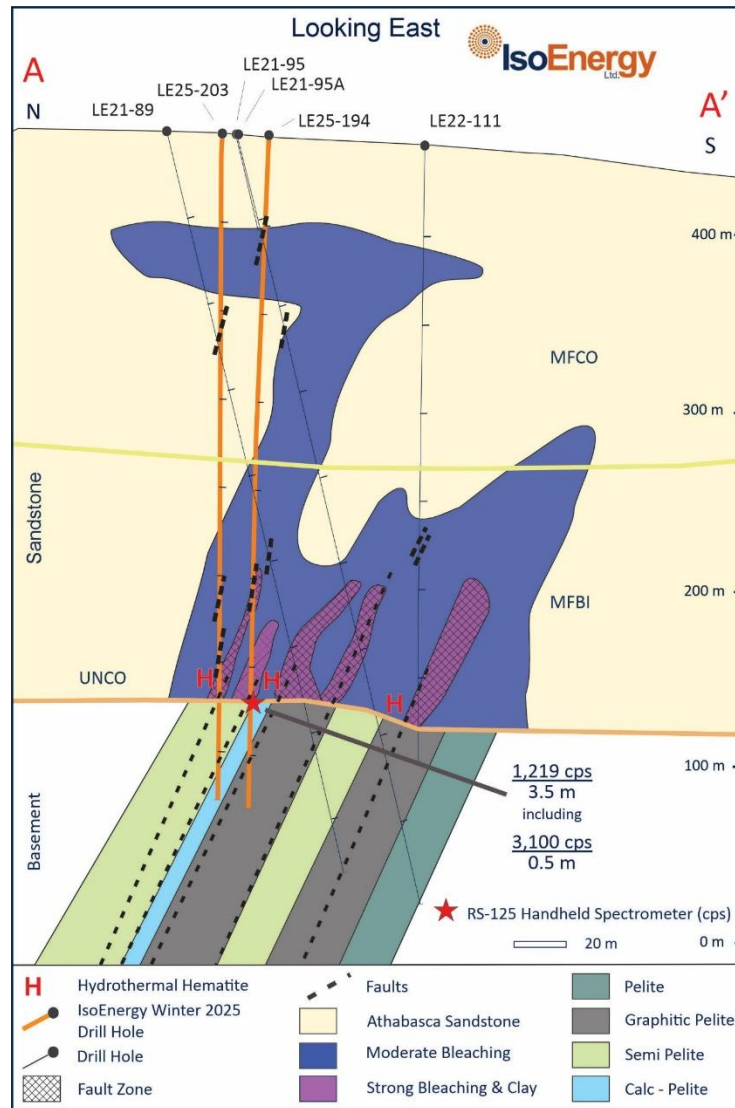 Looking East
IsoEnergy
Ltd.
A
A'
N
S
LE21-95
LE25-203
LE21-95A
LE21-89
LE25-194
LE22-111
400 m
MFCO
300 m
Sandstone
200 m
MFBI
UNCO
H
H
H
100 m
1,219 cps
3.5 m
including
3,100 cps
0.5 m
Basement
RS-125 Handheld Spectrometer (cps)
20 m
0 m
H Hydrothermal Hematite
IsoEnergy Winter 2025
Drill Hole
Drill Hole
Fault Zone
Faults
Athabasca Sandstone
Moderate Bleaching
Strong Bleaching & Clay
Pelite
Graphitic Pelite
Semi Pelite
Calc - Pelite